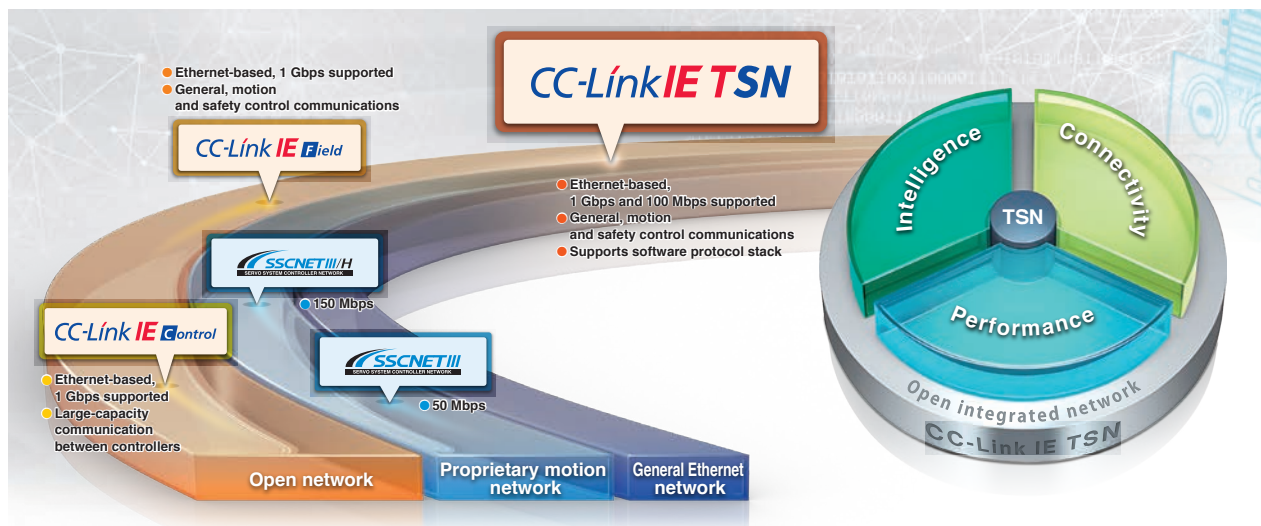 Ethernet-based, 1 Gbps supported
General, motion
and safety control communications
CC-Link IE Field
CC-Link IE TSN
Ethernet-based,
1 Gbps and 100 Mbps supported
General, motion
and safety control communications
Supports software protocol stack
SSCNETIII/H
SERVO SYSTEM CONTROLLER NETWORK
150 Mbps
CC-Link IE Control
Ethernet-based,
1 Gbps supported
Large-capacity
communication
between controllers
SSCNETIII
SERVO SYSTEM CONTROLLER NETWORK
50 Mbps
Open network
Proprietary motion
network
General Ethernet
network
Intelligence
Connectivity
TSN
Performance
Open integrated network
CC-Link IE TSN